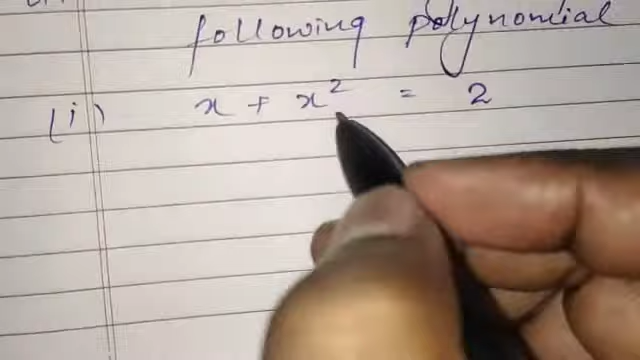 following polynomial
(i) x + x² = 2